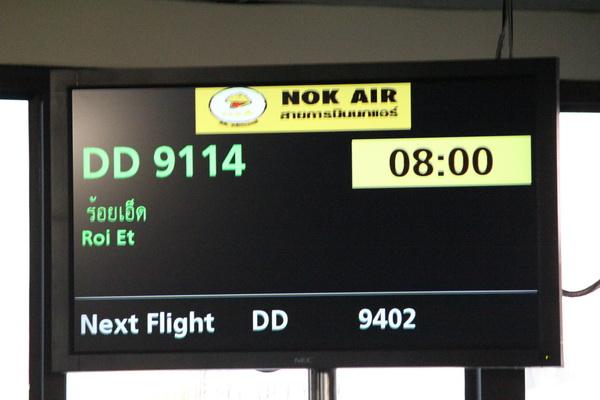 NOK AIR
สายการบินนกแอร์
DD 9114
08:00
ร้อยเอ็ด
Roi Et
Next Flight DD 9402
NEC